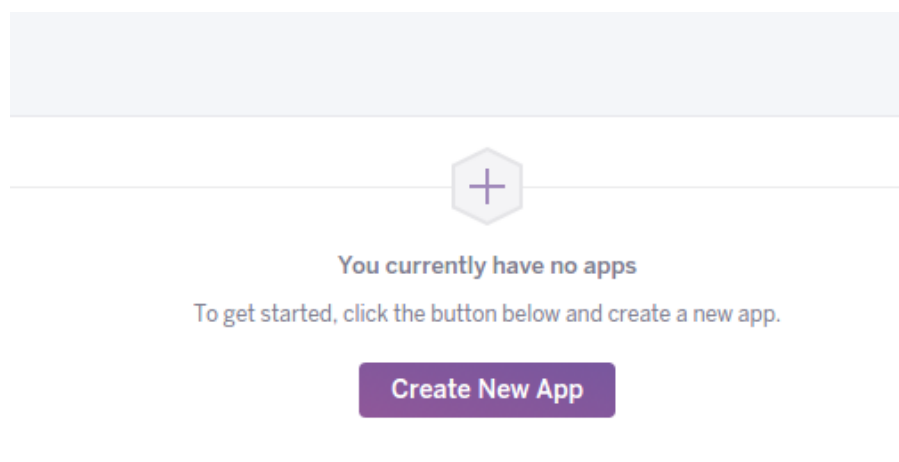 You currently have no apps
To get started, click the button below and create a new app.
Create New App